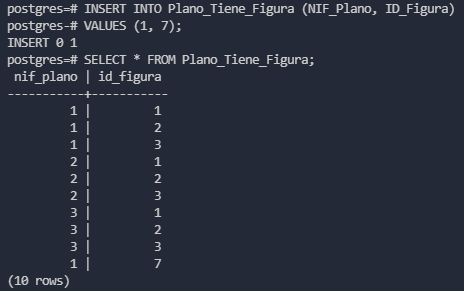 postgres=# INSERT INTO Plano_Tiene_Figura (NIF_Plano, ID_Figura)
postgres-# VALUES (1, 7);
INSERT 0 1
postgres=# SELECT * FROM Plano_Tiene_Figura;
 nif_plano | id_figura
-----------+-----------
         1 |         1
         1 |         2
         1 |         3
         2 |         1
         2 |         2
         2 |         3
         3 |         1
         3 |         2
         3 |         3
         1 |         7
(10 rows)